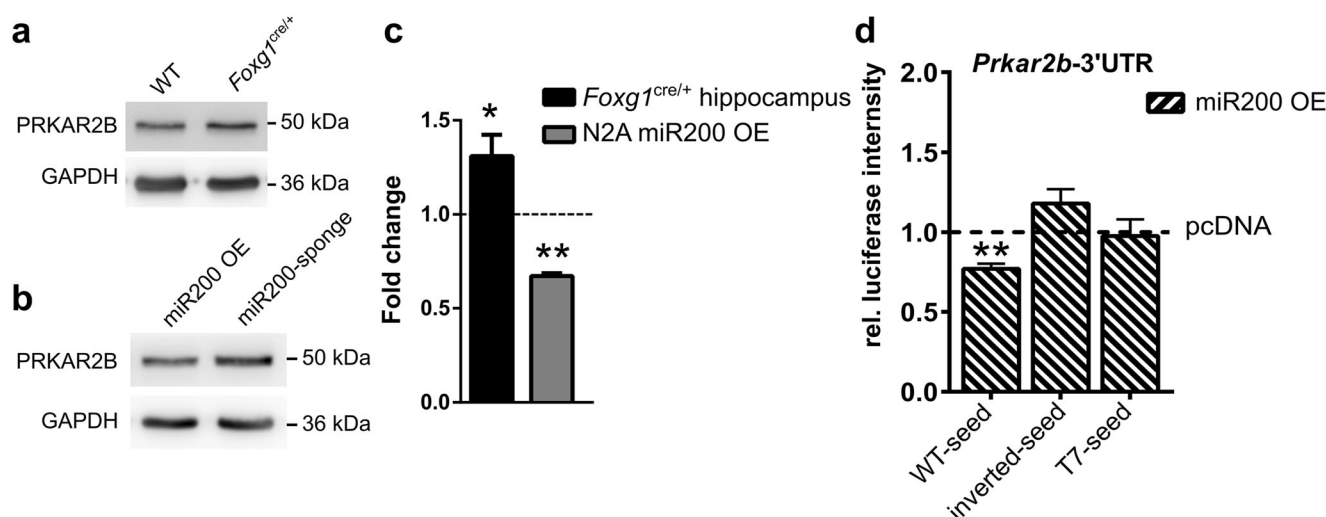 a
WT
Foxg1cre/+
PRKAR2B
50 kDa
GAPDH
36 kDa
b
miR200 OE
miR200-sponge
PRKAR2B
50 kDa
GAPDH
36 kDa
c
Foxg1cre/+ hippocampus
N2A miR200 OE
Fold change
1.5
1.0
0.5
0.0
*
**
d
Prkar2b-3'UTR
miR200 OE
rel. luciferase intensity
2.0
1.5
1.0
0.5
0.0
pcDNA
**
WT-seed
inverted-seed
T7-seed